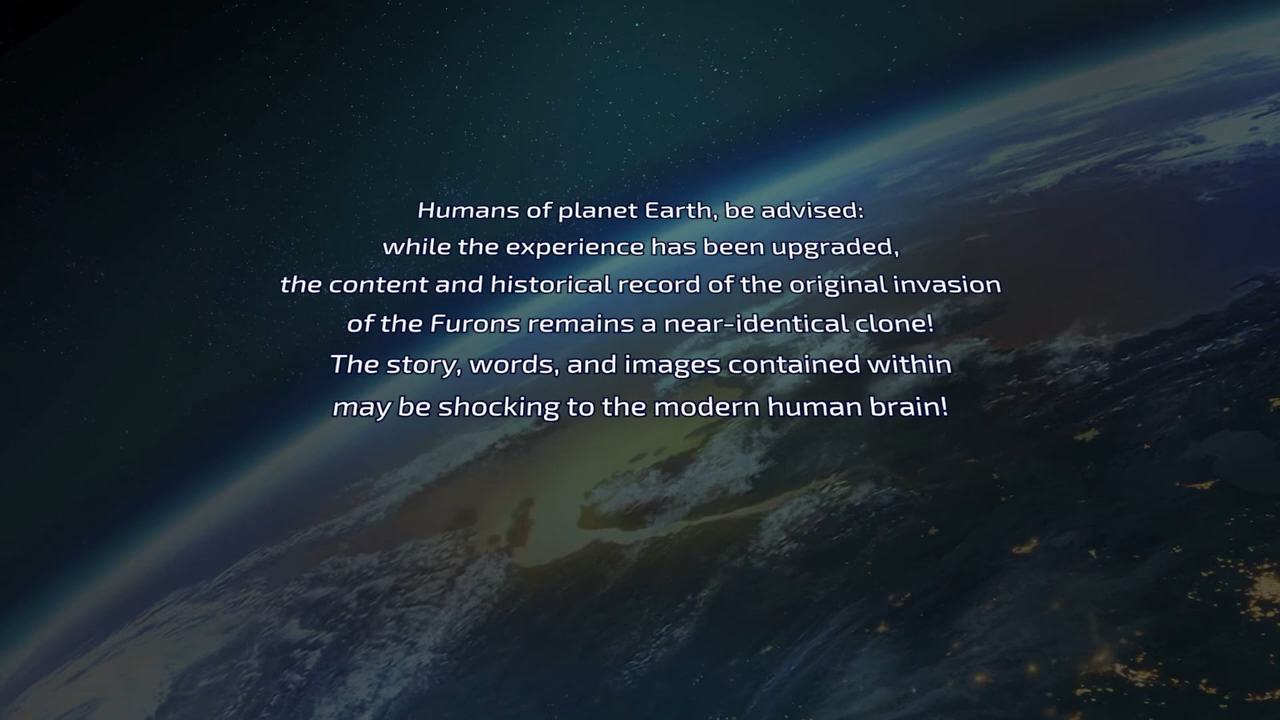 Humans of planet Earth, be advised:
while the experience has been upgraded,
the content and historical record of the original invasion
of the Furons remains a near-identical clone!
The story, words, and images contained within
may be shocking to the modern human brain!